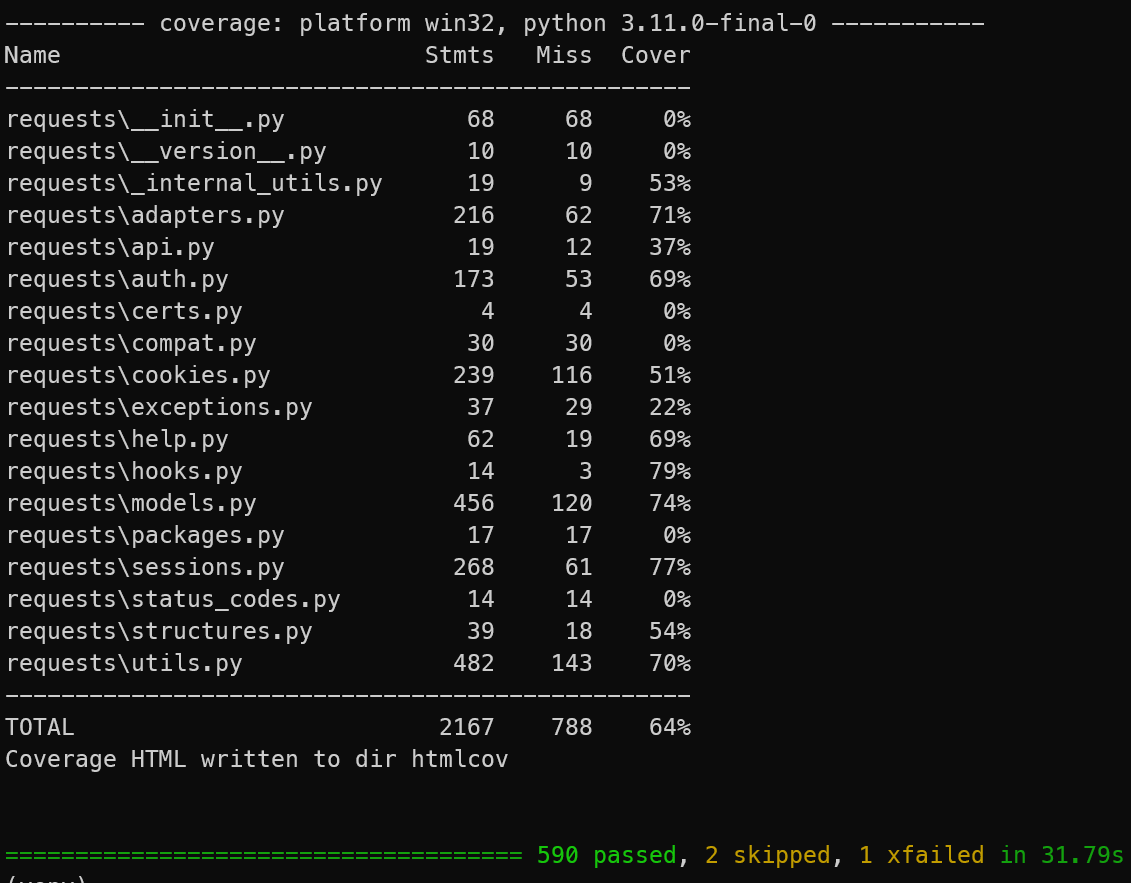 ---------- coverage: platform win32, python 3.11.0-final-0 -----------
Name                          Stmts   Miss  Cover
-------------------------------------------------
requests\__init__.py             68     68     0%
requests\__version__.py          10     10     0%
requests\_internal_utils.py      19      9    53%
requests\adapters.py            216     62    71%
requests\api.py                  19     12    37%
requests\auth.py                173     53    69%
requests\certs.py                 4      4     0%
requests\compat.py               30     30     0%
requests\cookies.py             239    116    51%
requests\exceptions.py           37     29    22%
requests\help.py                 62     19    69%
requests\hooks.py                14      3    79%
requests\models.py              456    120    74%
requests\packages.py             17     17     0%
requests\sessions.py            268     61    77%
requests\status_codes.py         14     14     0%
requests\structures.py           39     18    54%
requests\utils.py               482    143    70%
-------------------------------------------------
TOTAL                          2167    788    64%
Coverage HTML written to dir htmlcov
===================================== 590 passed, 2 skipped, 1 xfailed in 31.79s